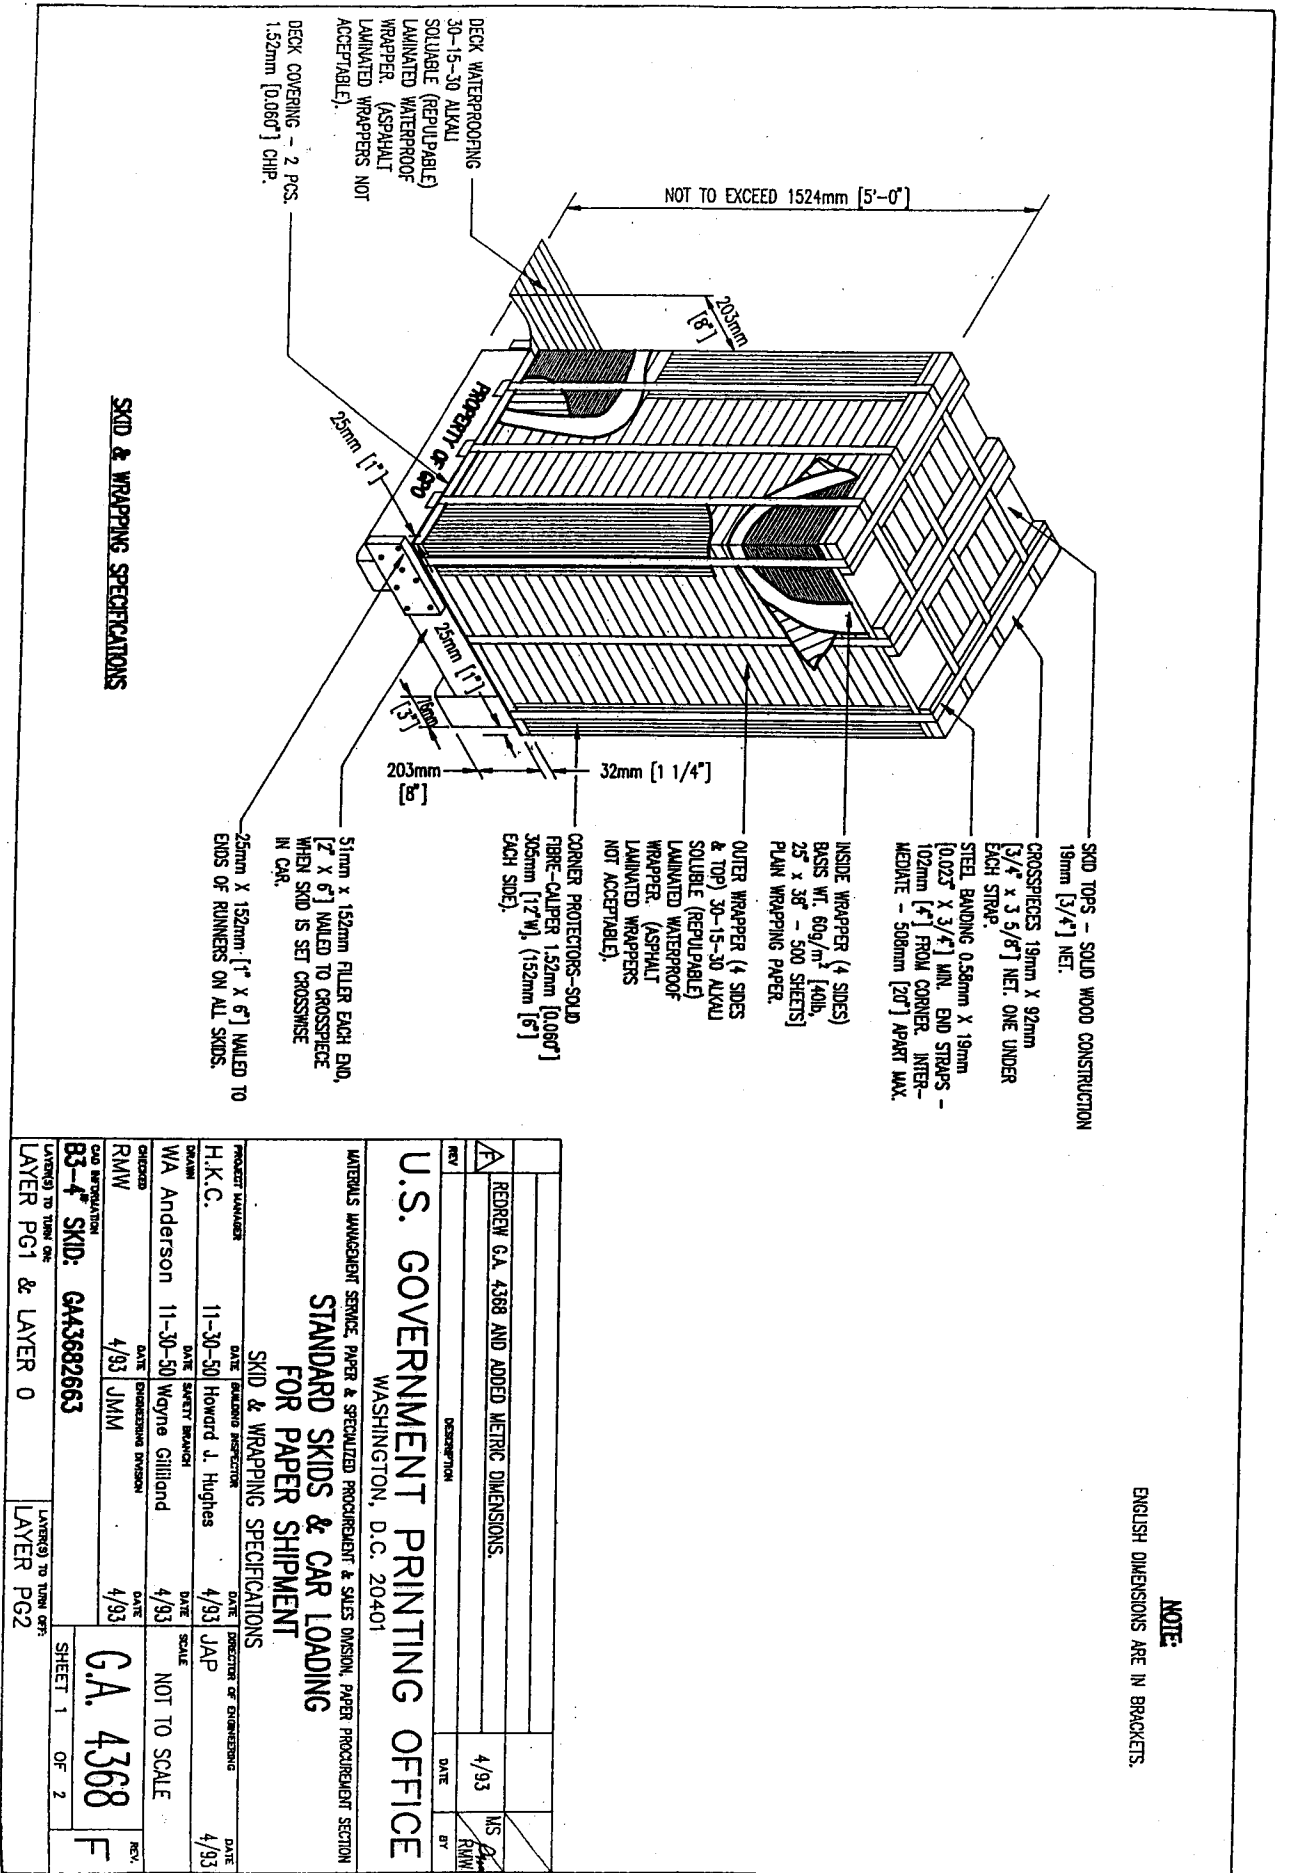 NOTE:
ENGLISH DIMENSIONS ARE IN BRACKETS.
SKID TOPS - SOLID WOOD CONSTRUCTION
19mm [3/4"] NET.
CROSSPIECES 19mm X 92mm
[3/4" x 3 5/8"] NET. ONE UNDER
EACH STRAP.
STEEL BANDING 0.58mm X 19mm
[0.023" X 3/4"] MIN. END STRAPS -
102mm [4"] FROM CORNER. INTER-
MEDIATE - 508mm [20"] APART MAX.
INSIDE WRAPPER (4 SIDES)
BASIS WT. 60g/m² [40lb,
25" x 38" - 500 SHEETS]
PLAIN WRAPPING PAPER.
OUTER WRAPPER (4 SIDES
& TOP) 30-15-30 ALKALI
SOLUBLE (REPULPABLE)
LAMINATED WATERPROOF
WRAPPER. (ASPHALT
LAMINATED WRAPPERS
NOT ACCEPTABLE).
CORNER PROTECTORS-SOLID
FIBRE-CALIPER 1.52mm [0.060"]
305mm [12"W], (152mm [6"]
EACH SIDE).
51mm x 152mm FILLER EACH END,
[2" X 6"] NAILED TO CROSSPIECE
WHEN SKID IS SET CROSSWISE
IN CAR.
25mm X 152mm [1" X 6"] NAILED TO
ENDS OF RUNNERS ON ALL SKIDS.
NOT TO EXCEED 1524mm [5'-0"]
203mm
[8"]
DECK WATERPROOFING
30-15-30 ALKALI
SOLUABLE (REPULPABLE)
LAMINATED WATERPROOF
WRAPPER. (ASPAHALT
LAMINATED WRAPPERS NOT
ACCEPTABLE).
DECK COVERING - 2 PCS.
1.52mm [0.060"] CHIP.
PROPERTY OF GPO
25mm [1"]
25mm [1"]
76mm
[3"]
203mm
[8"]
32mm [1 1/4"]
SKID & WRAPPING SPECIFICATIONS
F REDREW G.A. 4368 AND ADDED METRIC DIMENSIONS. 4/93 MS RMW
REV DESCRIPTION DATE BY
U.S. GOVERNMENT PRINTING OFFICE
WASHINGTON, D.C. 20401
MATERIALS MANAGEMENT SERVICE, PAPER & SPECIALIZED PROCUREMENT & SALES DIVISION, PAPER PROCUREMENT SECTION
STANDARD SKIDS & CAR LOADING
FOR PAPER SHIPMENT
SKID & WRAPPING SPECIFICATIONS
PROJECT MANAGER DATE BUILDING INSPECTOR DATE DIRECTOR OF ENGINEERING DATE
H.K.C. 11-30-50 Howard J. Hughes 4/93 JAP 4/93
DRAWN DATE SAFETY BRANCH DATE SCALE
WA Anderson 11-30-50 Wayne Gilliland 4/93 NOT TO SCALE
CHECKED DATE ENGINEERING DIVISION DATE
RMW 4/93 JMM 4/93
G.A. 4368
REV.
F
CAD INFORMATION
B3-4" SKID: GA43682663
SHEET 1 OF 2
LAYER(S) TO TURN ON: LAYER(S) TO TURN OFF:
LAYER PG1 & LAYER 0 LAYER PG2